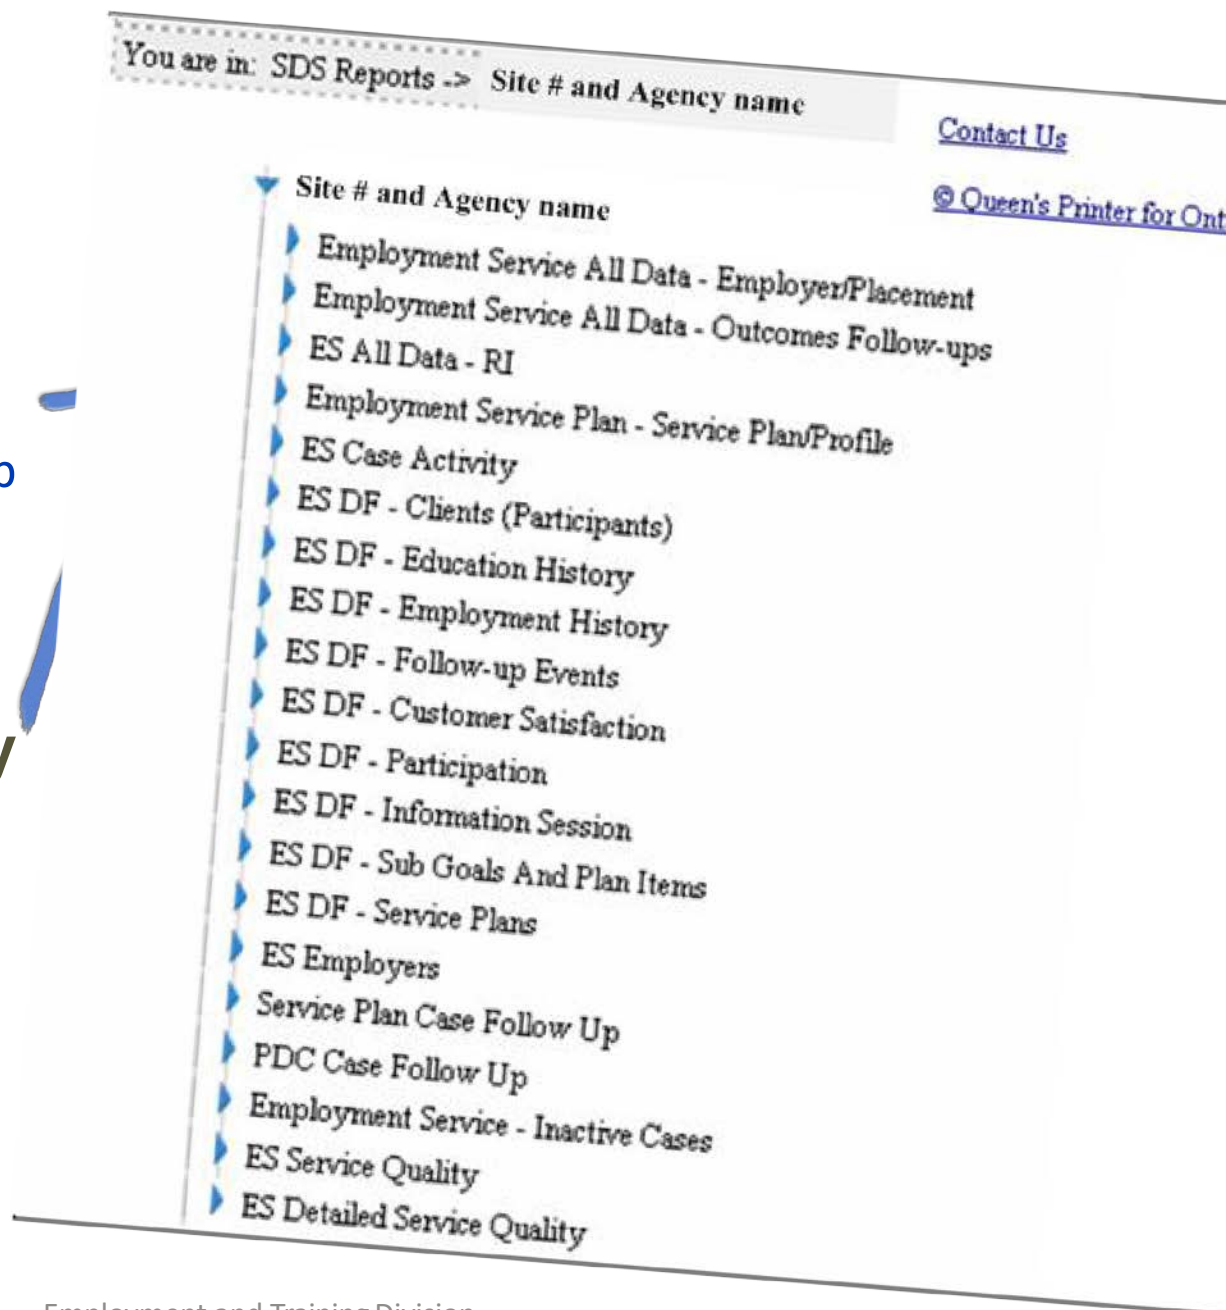 You are in: SDS Reports -> Site # and Agency name
Contact Us
© Queen's Printer for Ont
Site # and Agency name
Employment Service All Data - Employer/Placement
Employment Service All Data - Outcomes Follow-ups
ES All Data - RI
Employment Service Plan - Service Plan/Profile
ES Case Activity
ES DF - Clients (Participants)
ES DF - Education History
ES DF - Employment History
ES DF - Follow-up Events
ES DF - Customer Satisfaction
ES DF - Participation
ES DF - Information Session
ES DF - Sub Goals And Plan Items
ES DF - Service Plans
ES Employers
Service Plan Case Follow Up
PDC Case Follow Up
Employment Service - Inactive Cases
ES Service Quality
ES Detailed Service Quality
Employment and Training Division